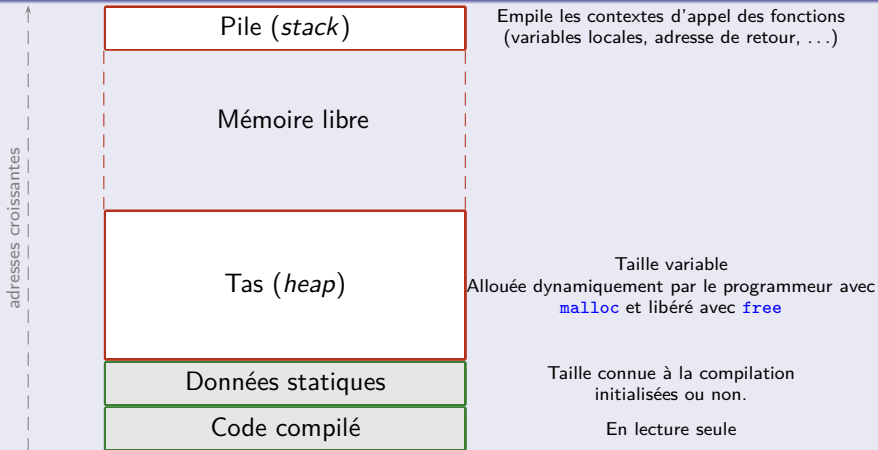 Pile (stack)
Empile les contextes d'appel des fonctions
(variables locales, adresse de retour, ...)
Mémoire libre
adresses croissantes
Tas (heap)
Taille variable
Allouée dynamiquement par le programmeur avec
malloc et libéré avec free
Données statiques
Taille connue à la compilation
initialisées ou non.
Code compilé
En lecture seule